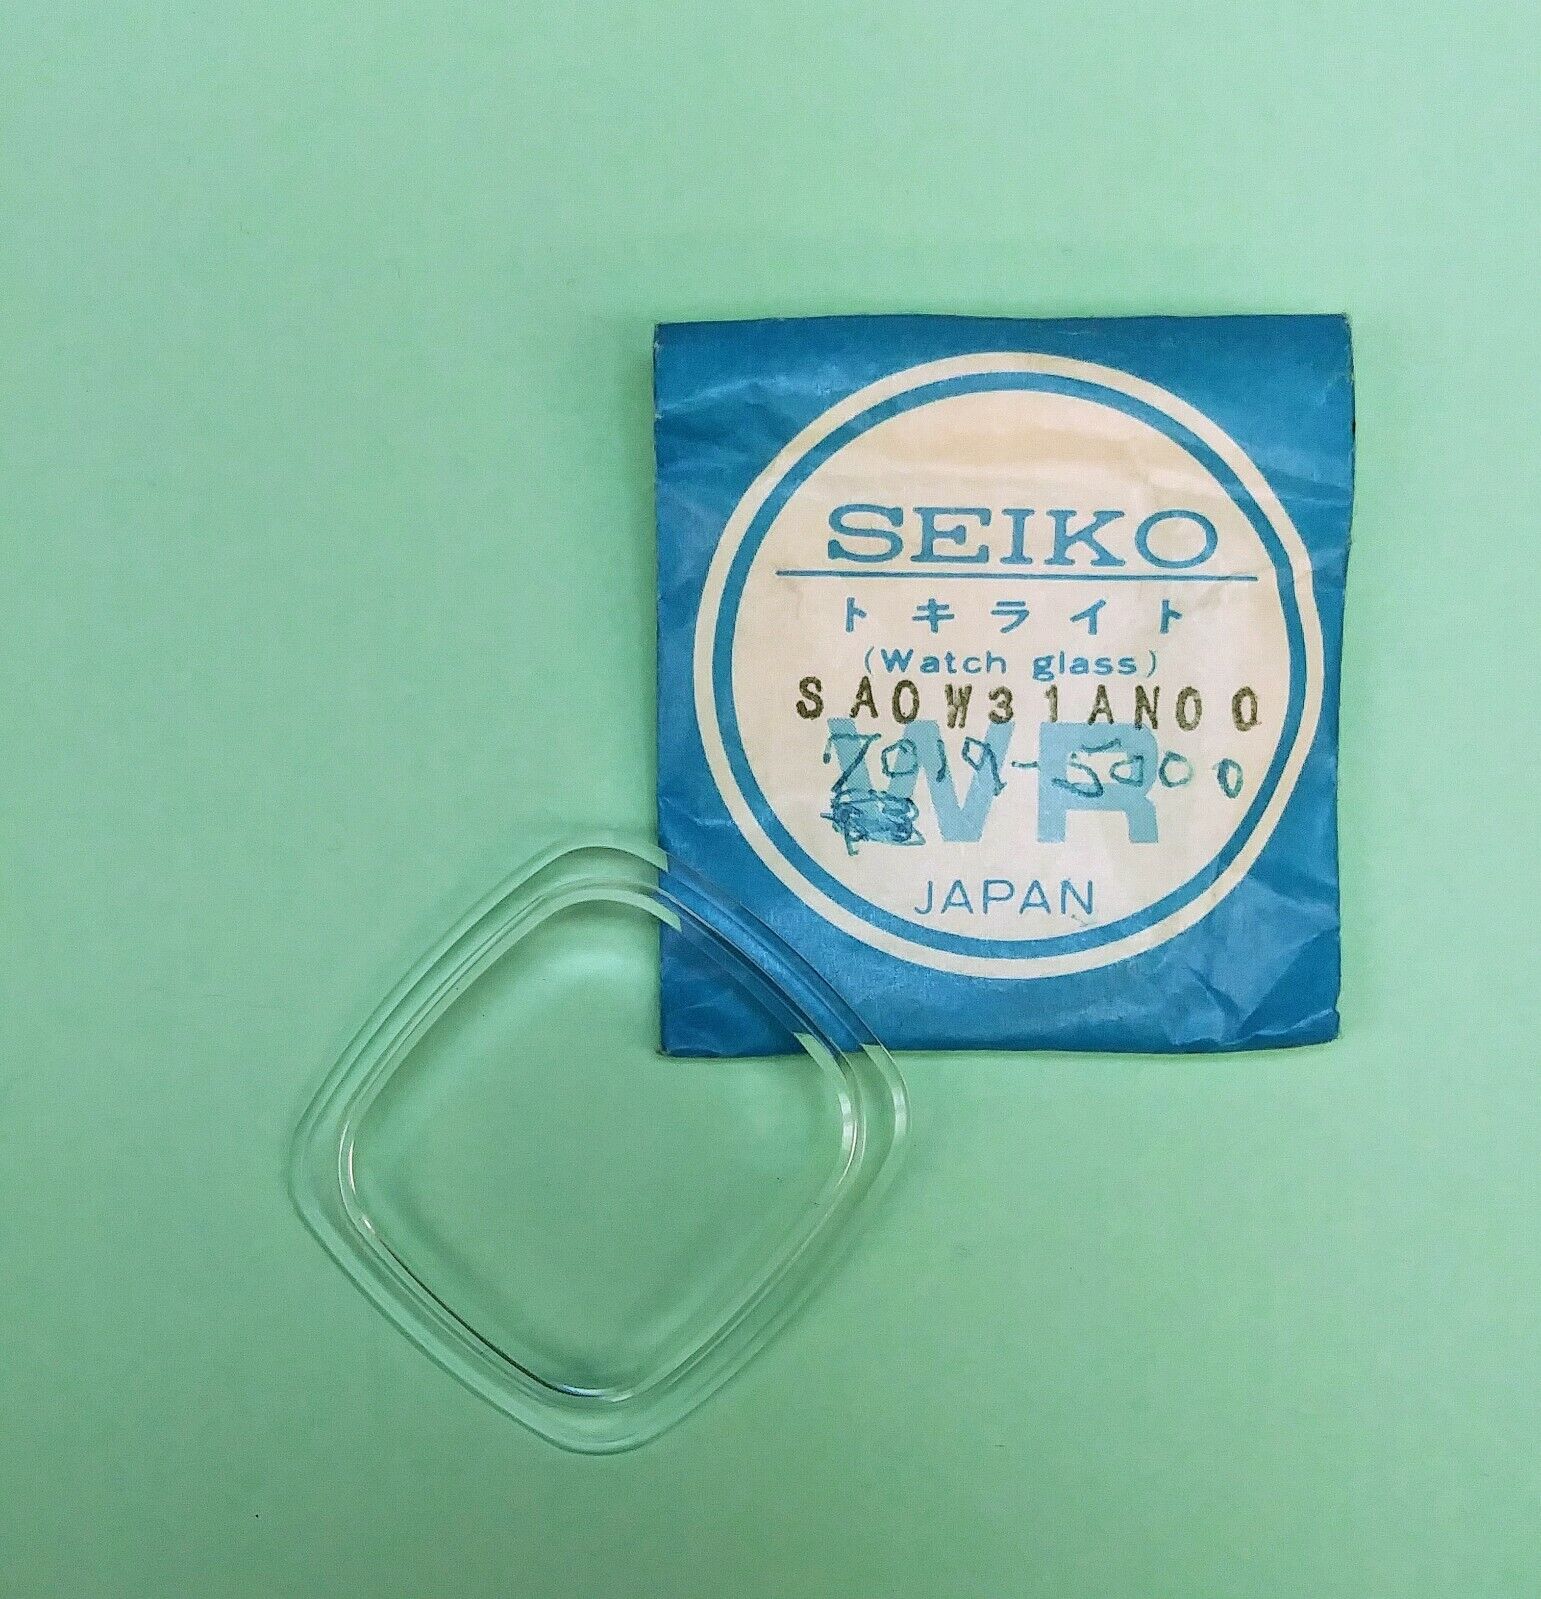 SEIKO
トキライト
(Watch glass)
SA0W31AN00
7019-5000
WR
JAPAN